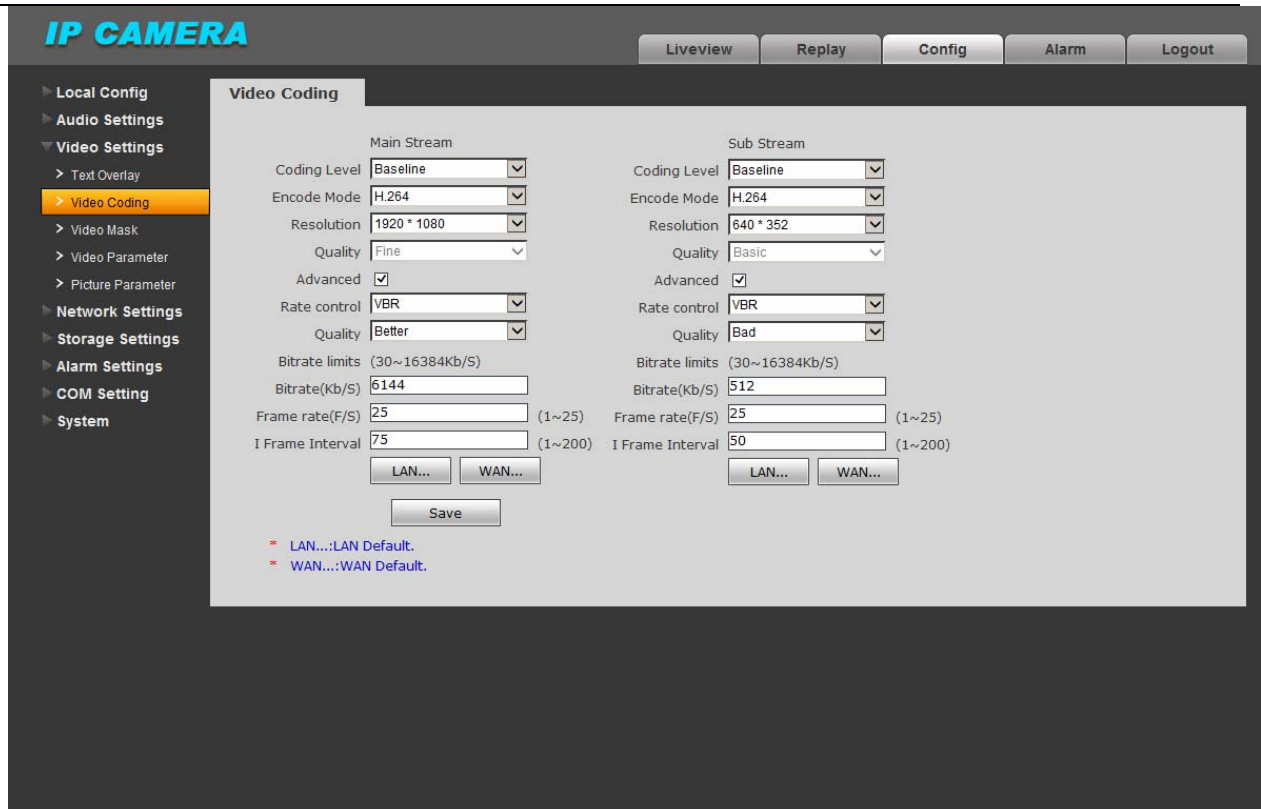 IP CAMERA
Liveview Replay Config Alarm Logout
Local Config
Audio Settings
Video Settings
> Text Overlay
> Video Coding
> Video Mask
> Video Parameter
> Picture Parameter
Network Settings
Storage Settings
Alarm Settings
COM Setting
System
Video Coding
Main Stream
Coding Level Baseline
Encode Mode H.264
Resolution 1920 * 1080
Quality Fine
Advanced
Rate control VBR
Quality Better
Bitrate limits (30~16384Kb/S)
Bitrate(Kb/S) 6144
Frame rate(F/S) 25 (1~25)
I Frame Interval 75 (1~200)
LAN... WAN...
Sub Stream
Coding Level Baseline
Encode Mode H.264
Resolution 640 * 352
Quality Basic
Advanced
Rate control VBR
Quality Bad
Bitrate limits (30~16384Kb/S)
Bitrate(Kb/S) 512
Frame rate(F/S) 25 (1~25)
I Frame Interval 50 (1~200)
LAN... WAN...
Save
* LAN...:LAN Default.
* WAN...:WAN Default.